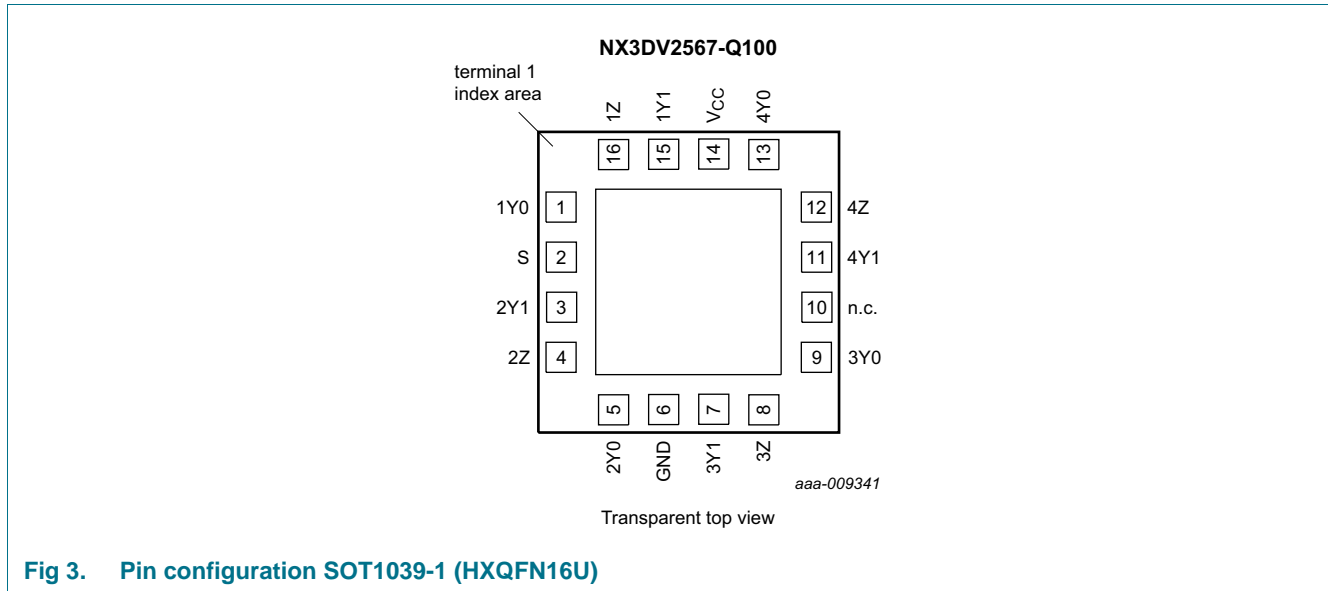 NX3DV2567-Q100
terminal 1
index area
1Z
1Y1
VCC
4Y0
16
15
14
13
1Y0 1
12 4Z
S 2
11 4Y1
2Y1 3
10 n.c.
2Z 4
9 3Y0
5
6
7
8
2Y0
GND
3Y1
3Z
aaa-009341
Transparent top view
Fig 3. Pin configuration SOT1039-1 (HXQFN16U)